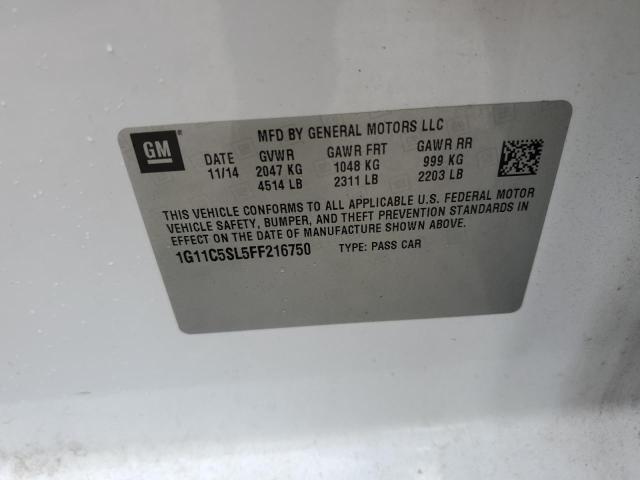 GM
MFD BY GENERAL MOTORS LLC
DATE GVWR GAWR FRT GAWR RR
11/14 2047 KG 1048 KG 999 KG
4514 LB 2311 LB 2203 LB
THIS VEHICLE CONFORMS TO ALL APPLICABLE U.S. FEDERAL MOTOR
VEHICLE SAFETY, BUMPER, AND THEFT PREVENTION STANDARDS IN
EFFECT ON THE DATE OF MANUFACTURE SHOWN ABOVE.
1G11C5SL5FF216750 TYPE: PASS CAR